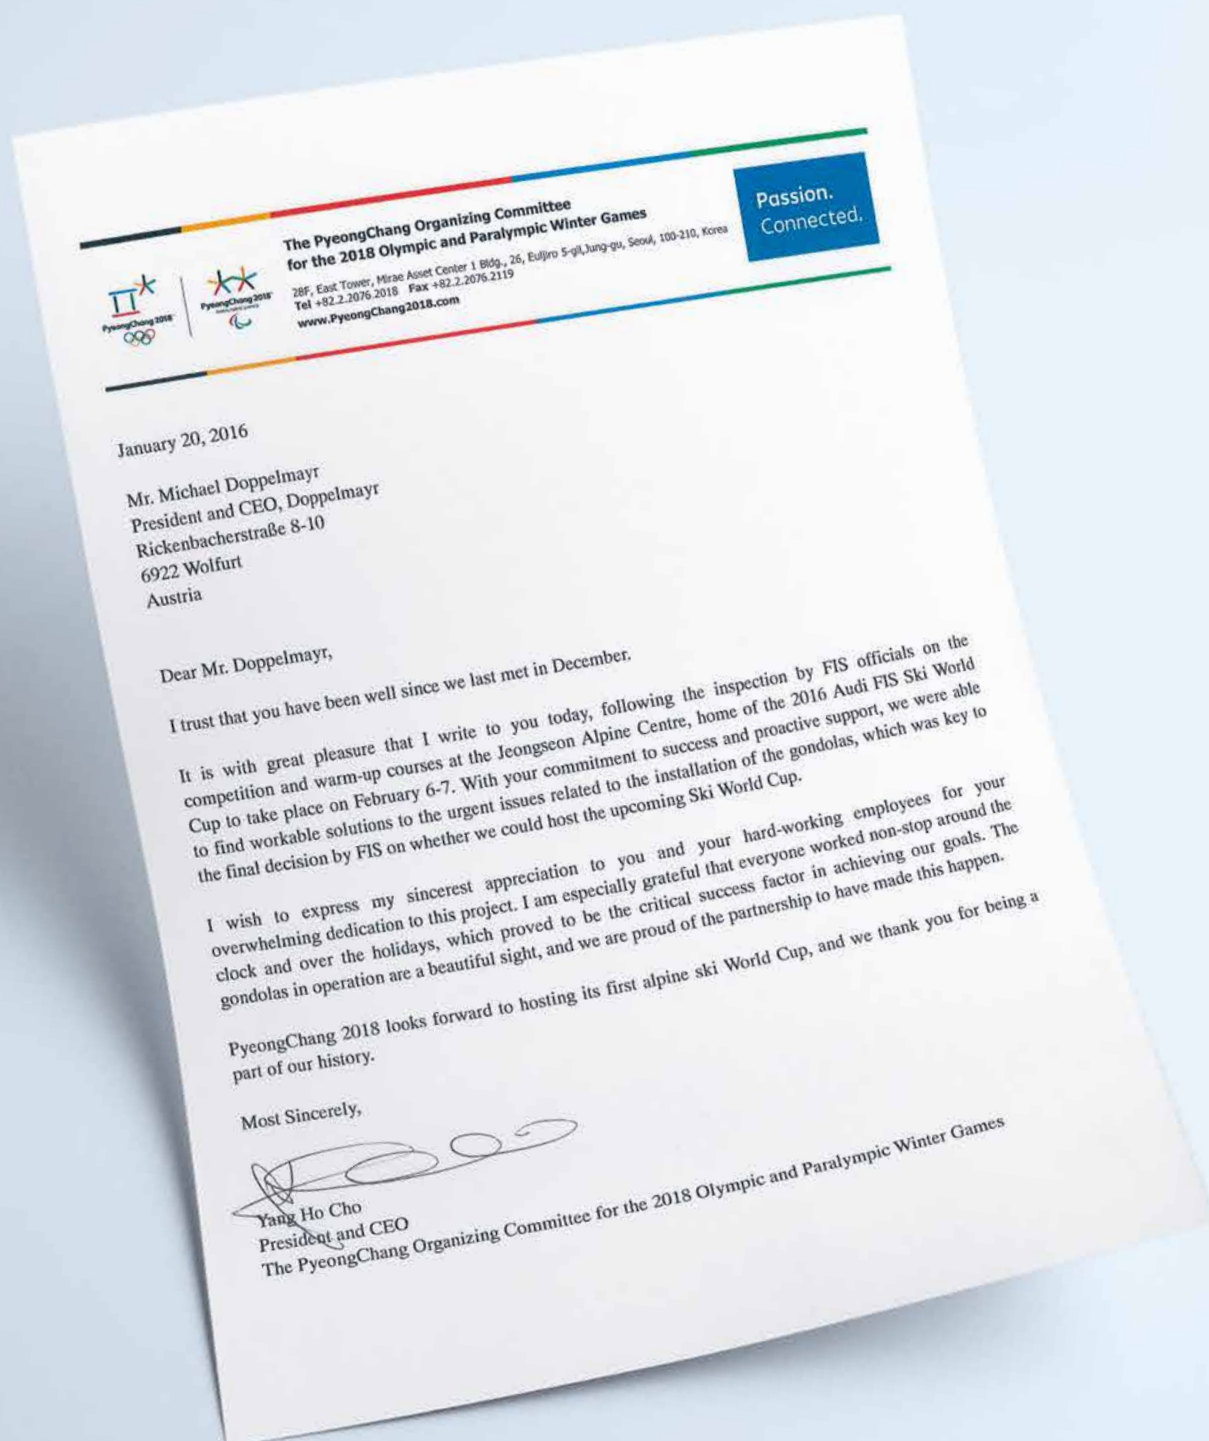 The PyeongChang Organizing Committee
for the 2018 Olympic and Paralympic Winter Games
28F, East Tower, Mirae Asset Center 1 Bldg., 26, Euljiro 5-gil,Jung-gu, Seoul, 100-210, Korea
Tel +82.2.2076.2018 Fax +82.2.2076.2119
www.PyeongChang2018.com
PyeongChang 2018
PyeongChang 2018
Passion.
Connected.
January 20, 2016
Mr. Michael Doppelmayr
President and CEO, Doppelmayr
Rickenbacherstraße 8-10
6922 Wolfurt
Austria
Dear Mr. Doppelmayr,
I trust that you have been well since we last met in December.
It is with great pleasure that I write to you today, following the inspection by FIS officials on the
competition and warm-up courses at the Jeongseon Alpine Centre, home of the 2016 Audi FIS Ski World
Cup to take place on February 6-7. With your commitment to success and proactive support, we were able
to find workable solutions to the urgent issues related to the installation of the gondolas, which was key to
the final decision by FIS on whether we could host the upcoming Ski World Cup.
I wish to express my sincerest appreciation to you and your hard-working employees for your
overwhelming dedication to this project. I am especially grateful that everyone worked non-stop around the
clock and over the holidays, which proved to be the critical success factor in achieving our goals. The
gondolas in operation are a beautiful sight, and we are proud of the partnership to have made this happen.
PyeongChang 2018 looks forward to hosting its first alpine ski World Cup, and we thank you for being a
part of our history.
Most Sincerely,
Yang Ho Cho
President and CEO
The PyeongChang Organizing Committee for the 2018 Olympic and Paralympic Winter Games